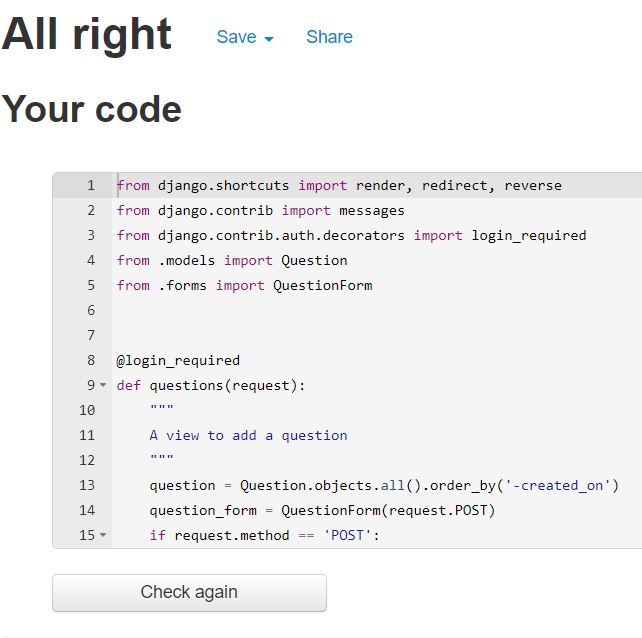 All right Save Share
Your code
1 from django.shortcuts import render, redirect, reverse
2 from django.contrib import messages
3 from django.contrib.auth.decorators import login_required
4 from .models import Question
5 from .forms import QuestionForm
6
7
8 @login_required
9 def questions(request):
10 """
11 A view to add a question
12 """
13 question = Question.objects.all().order_by('-created_on')
14 question_form = QuestionForm(request.POST)
15 if request.method == 'POST':
Check again